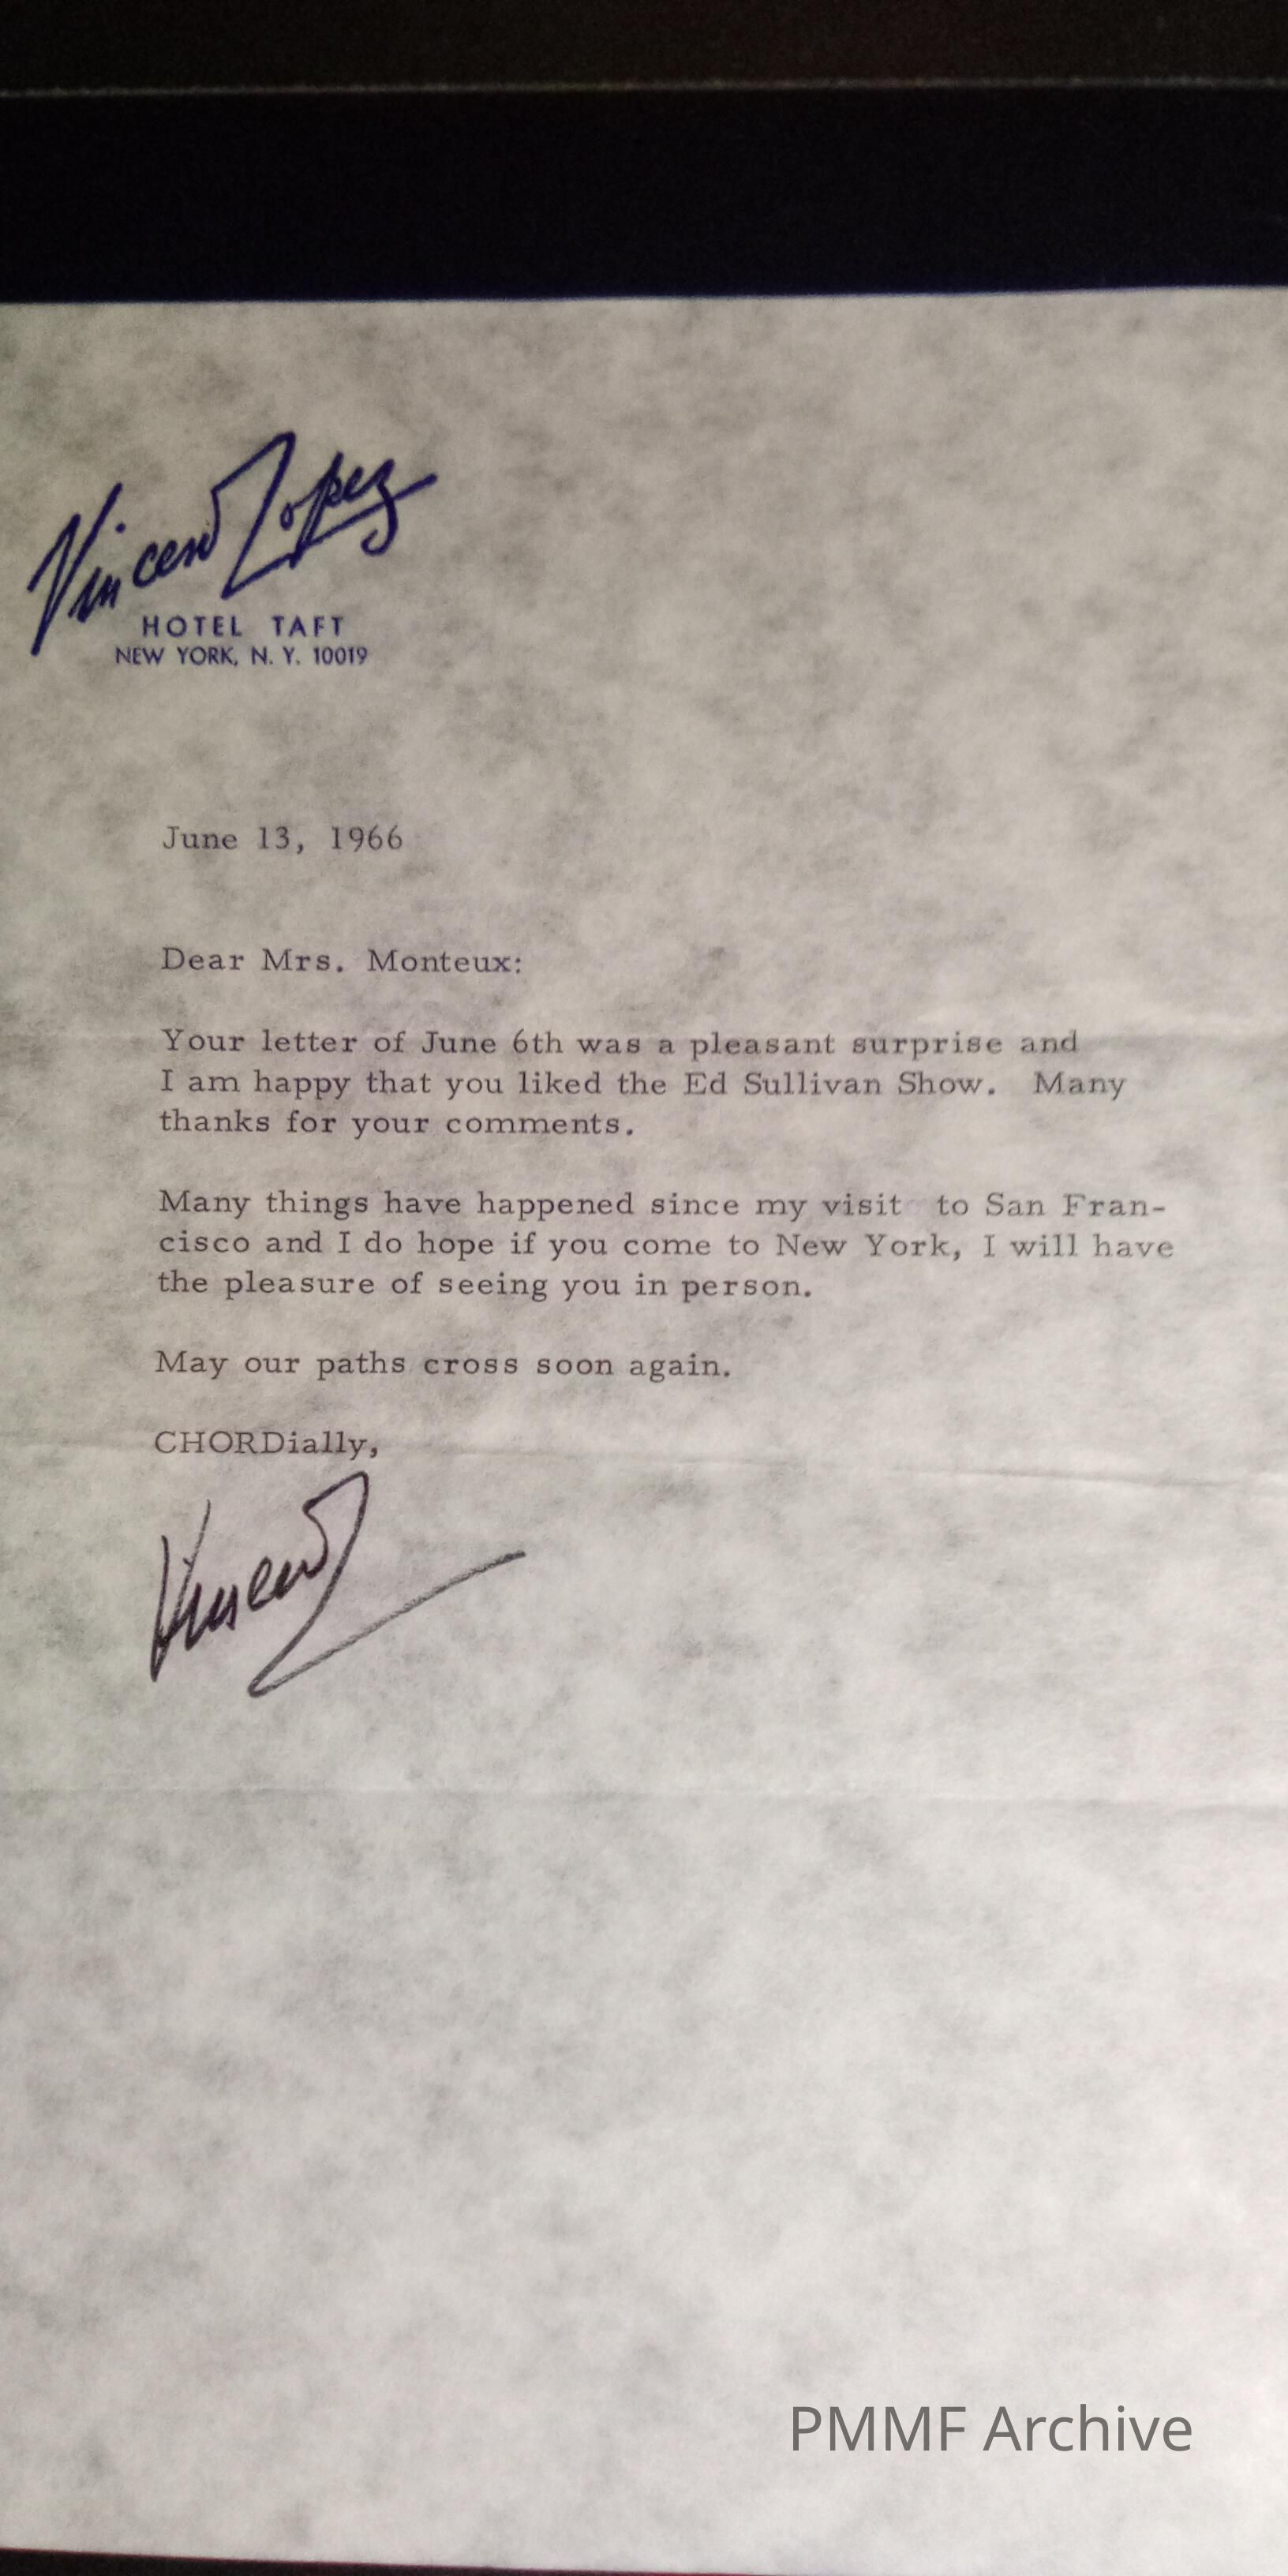 Vincent Lopez
HOTEL TAFT
NEW YORK, N. Y. 10019
June 13, 1966
Dear Mrs. Monteux:
Your letter of June 6th was a pleasant surprise and
I am happy that you liked the Ed Sullivan Show. Many
thanks for your comments.
Many things have happened since my visit to San Fran-
cisco and I do hope if you come to New York, I will have
the pleasure of seeing you in person.
May our paths cross soon again.
CHORDially,
Vincent
PMMF Archive